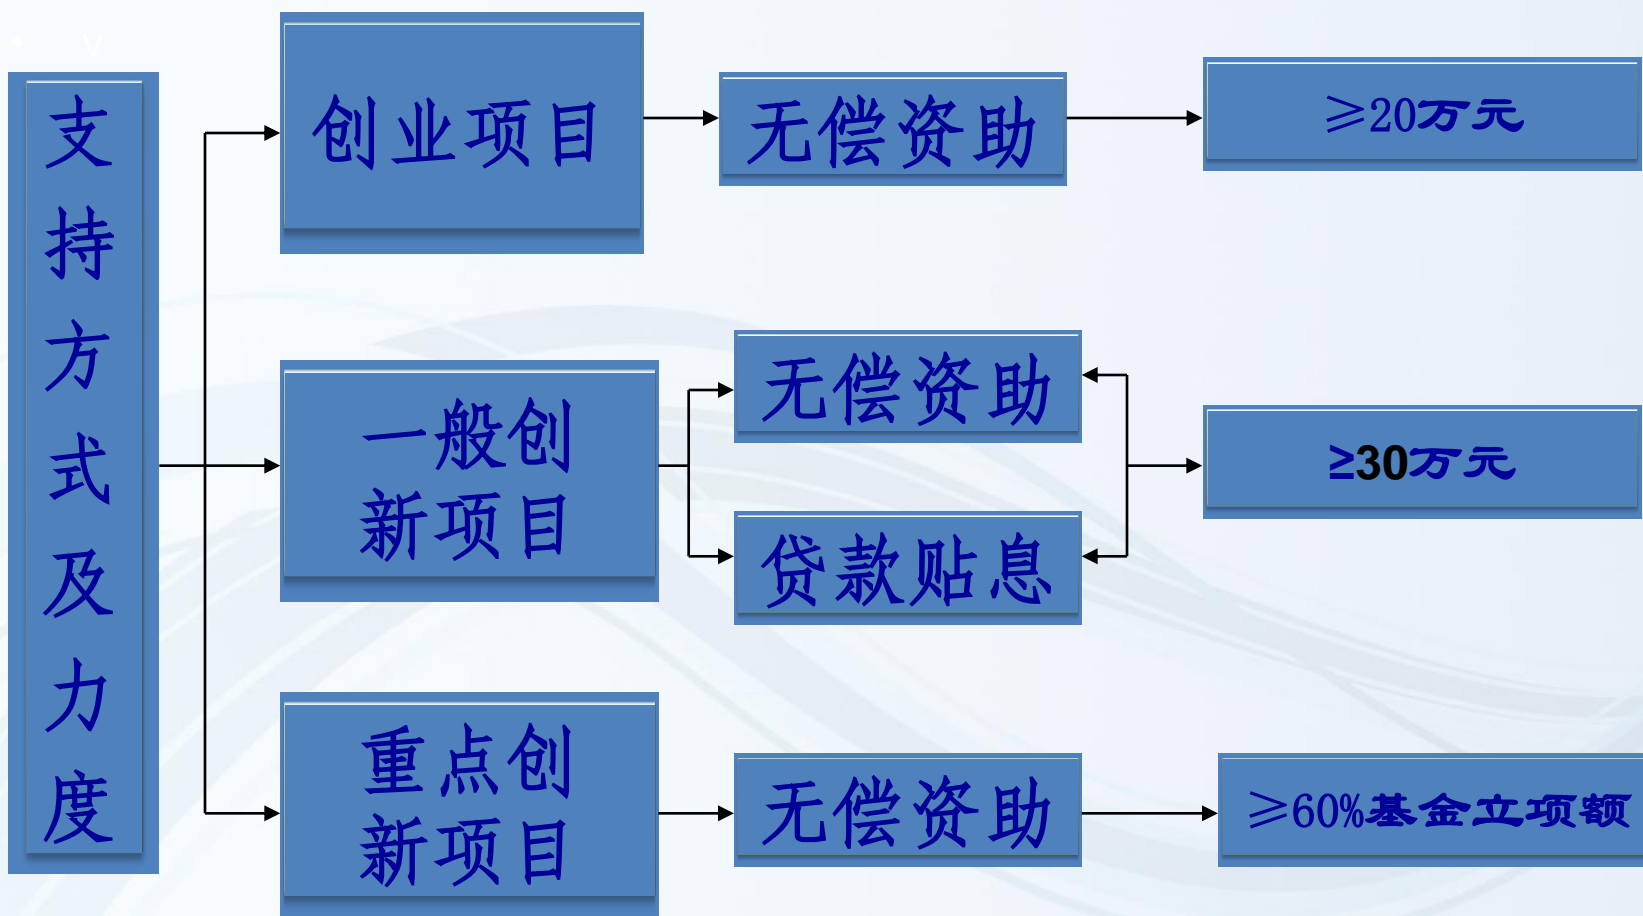 • v
支持方式及力度
创业项目
无偿资助
≥20万元
一般创
新项目
无偿资助
贷款贴息
≥30万元
重点创
新项目
无偿资助
≥60%基金立项额